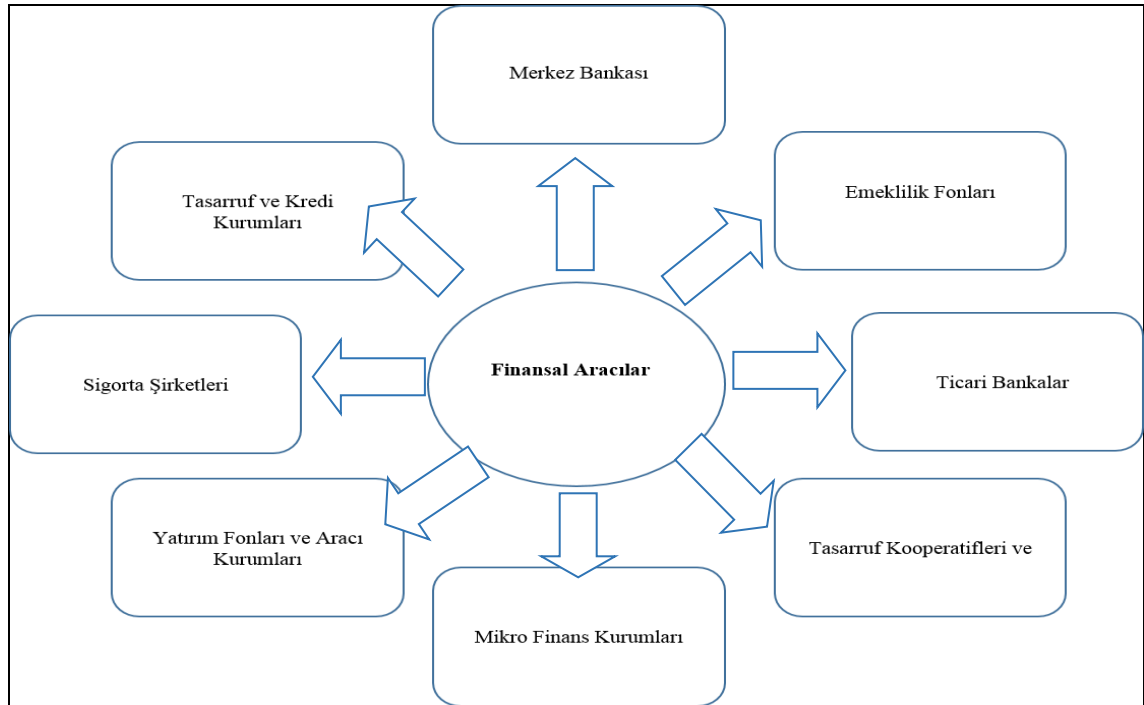 Merkez Bankası
Tasarruf ve Kredi
Kurumları
Emeklilik Fonları
Sigorta Şirketleri
Finansal Aracılar
Ticari Bankalar
Yatırım Fonları ve Aracı
Kurumları
Tasarruf Kooperatifleri ve
Mikro Finans Kurumları